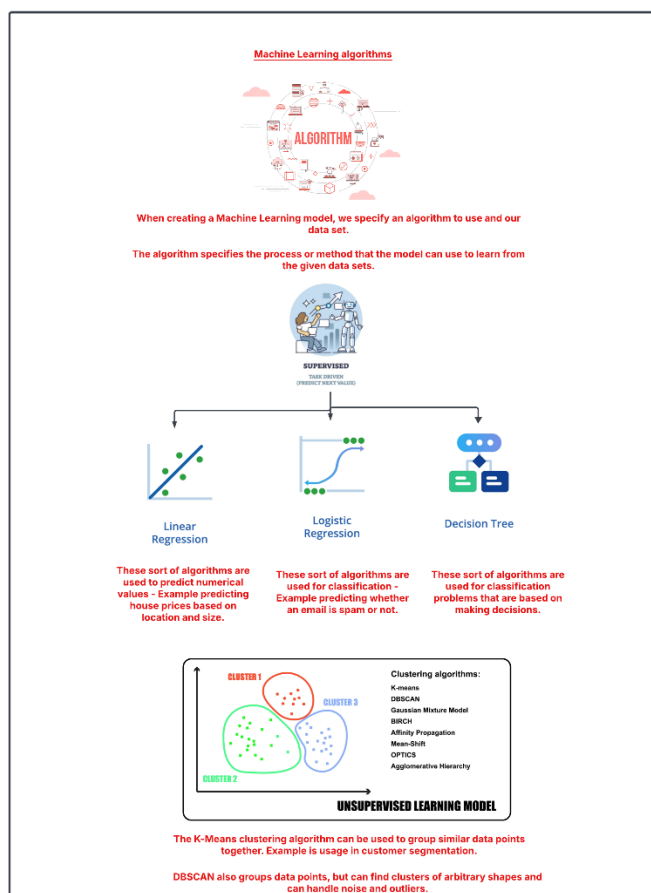 Machine Learning algorithms
ALGORITHM
When creating a Machine Learning model, we specify an algorithm to use and our
data set.
The algorithm specifies the process or method that the model can use to learn from
the given data sets.
SUPERVISED
TASK DRIVEN
(PREDICT NEXT VALUE)
Linear
Regression
These sort of algorithms are
used to predict numerical
values - Example predicting
house prices based on
location and size.
Logistic
Regression
These sort of algorithms are
used for classification -
Example predicting whether
an email is spam or not.
Decision Tree
These sort of algorithms are
used for classification
problems that are based on
making decisions.
CLUSTER 1
CLUSTER 3
CLUSTER 2
Clustering algorithms:
K-means
DBSCAN
Gaussian Mixture Model
BIRCH
Affinity Propagation
Mean-Shift
OPTICS
Agglomerative Hierarchy
UNSUPERVISED LEARNING MODEL
The K-Means clustering algorithm can be used to group similar data points
together. Example is usage in customer segmentation.
DBSCAN also groups data points, but can find clusters of arbitrary shapes and
can handle noise and outliers.